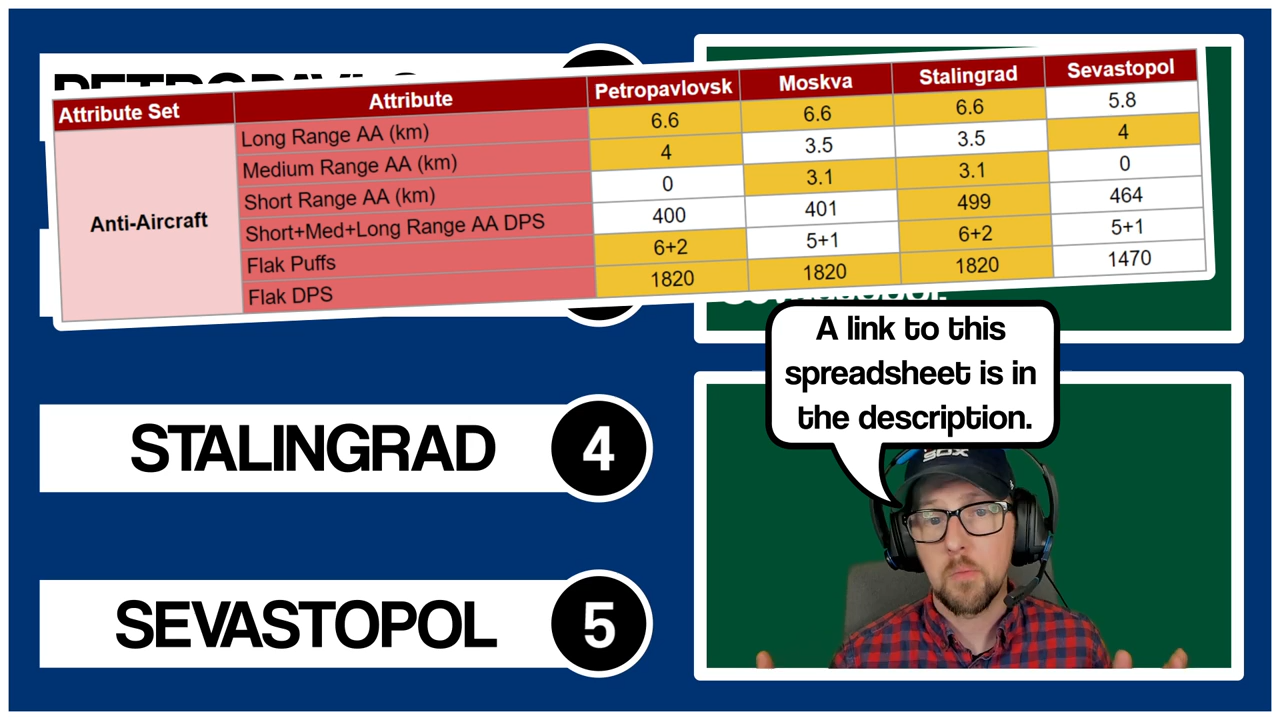 Attribute Set Attribute Petropavlovsk Moskva Stalingrad Sevastopol
Anti-Aircraft
Long Range AA (km) 6.6 6.6 6.6 5.8
Medium Range AA (km) 4 3.5 3.5 4
Short Range AA (km) 0 3.1 3.1 0
Short+Med+Long Range AA DPS 400 401 499 464
Flak Puffs 6+2 5+1 6+2 5+1
Flak DPS 1820 1820 1820 1470
A link to this
spreadsheet is in
the description.
STALINGRAD 4
SEVASTOPOL 5